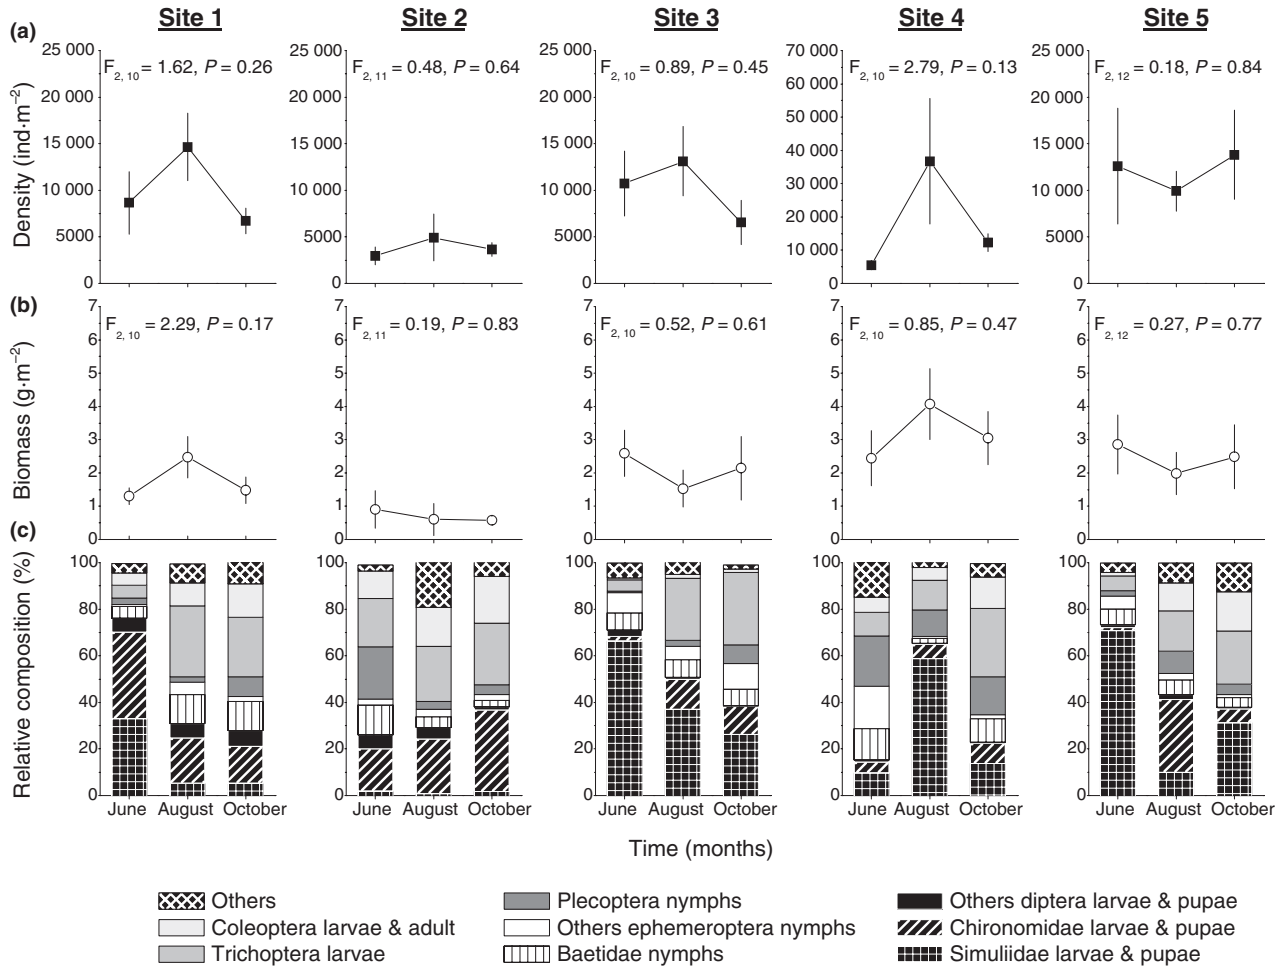 Site 1 Site 2 Site 3 Site 4 Site 5
(a)
Density (ind·m⁻²)
25 000 25 000 25 000 70 000 25 000
F2, 10 = 1.62, P = 0.26 F2, 11 = 0.48, P = 0.64 F2, 10 = 0.89, P = 0.45 F2, 10 = 2.79, P = 0.13 F2, 12 = 0.18, P = 0.84
60 000
20 000 20 000 20 000 20 000
50 000
15 000 15 000 15 000 15 000
40 000
10 000 10 000 10 000 30 000 10 000
20 000
5000 5000 5000 5000
10 000
0 0 0 0 0
(b)
Biomass (g·m⁻²)
7 7 7 7 7
F2, 10 = 2.29, P = 0.17 F2, 11 = 0.19, P = 0.83 F2, 10 = 0.52, P = 0.61 F2, 10 = 0.85, P = 0.47 F2, 12 = 0.27, P = 0.77
6 6 6 6 6
5 5 5 5 5
4 4 4 4 4
3 3 3 3 3
2 2 2 2 2
1 1 1 1 1
0 0 0 0 0
(c)
Relative composition (%)
100 100 100 100 100
80 80 80 80 80
60 60 60 60 60
40 40 40 40 40
20 20 20 20 20
0 0 0 0 0
June August October June August October June August October June August October June August October
Time (months)
Others Plecoptera nymphs Others diptera larvae & pupae
Coleoptera larvae & adult Others ephemeroptera nymphs Chironomidae larvae & pupae
Trichoptera larvae Baetidae nymphs Simuliidae larvae & pupae